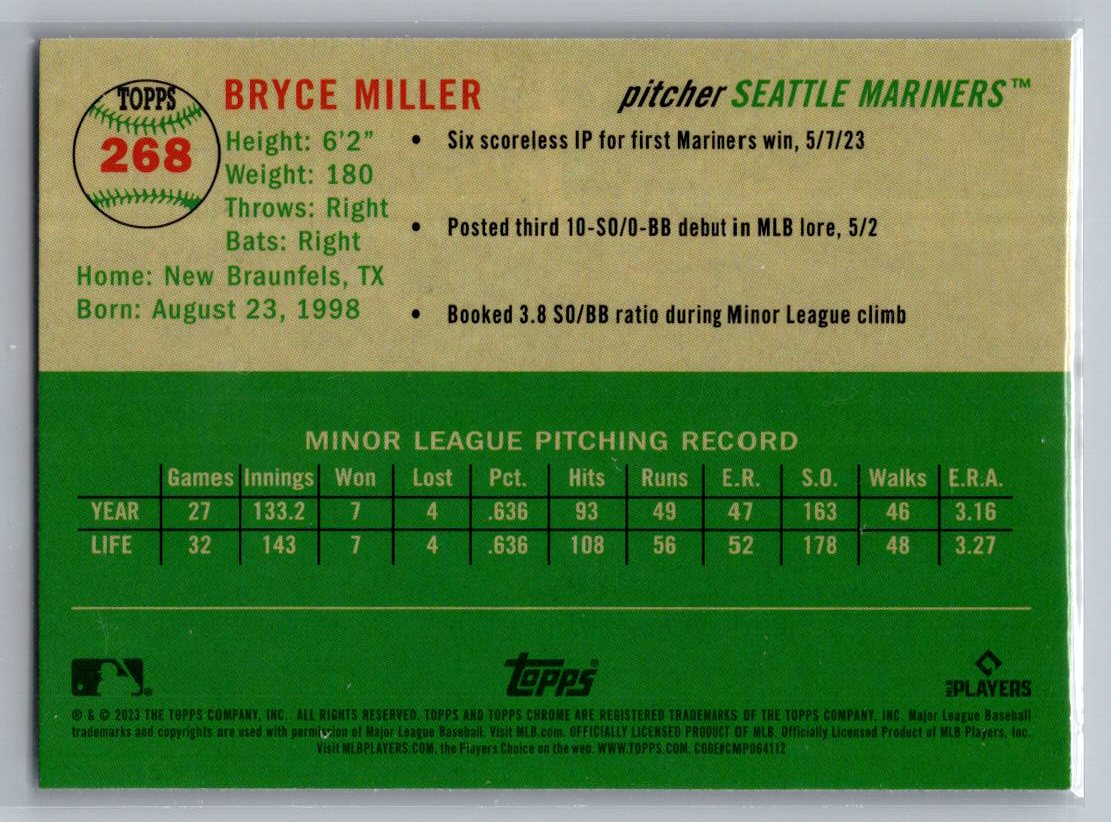 TOPPS
268
BRYCE MILLER
pitcher SEATTLE MARINERS™
Height: 6'2"
Weight: 180
Throws: Right
Bats: Right
Home: New Braunfels, TX
Born: August 23, 1998
• Six scoreless IP for first Mariners win, 5/7/23
• Posted third 10-SO/0-BB debut in MLB lore, 5/2
• Booked 3.8 SO/BB ratio during Minor League climb
MINOR LEAGUE PITCHING RECORD
Games Innings Won Lost Pct. Hits Runs E.R. S.O. Walks E.R.A.
YEAR 27 133.2 7 4 .636 93 49 47 163 46 3.16
LIFE 32 143 7 4 .636 108 56 52 178 48 3.27
topps®
MLB PLAYERS
® & © 2023 THE TOPPS COMPANY, INC. ALL RIGHTS RESERVED. TOPPS AND TOPPS CHROME ARE REGISTERED TRADEMARKS OF THE TOPPS COMPANY, INC. Major League Baseball
trademarks and copyrights are used with permission of Major League Baseball. Visit MLB.com. OFFICIALLY LICENSED PRODUCT OF MLB. Officially Licensed Product of MLB Players, Inc.
Visit MLBPLAYERS.COM, the Players Choice on the web. WWW.TOPPS.COM. CODE#CMP064112